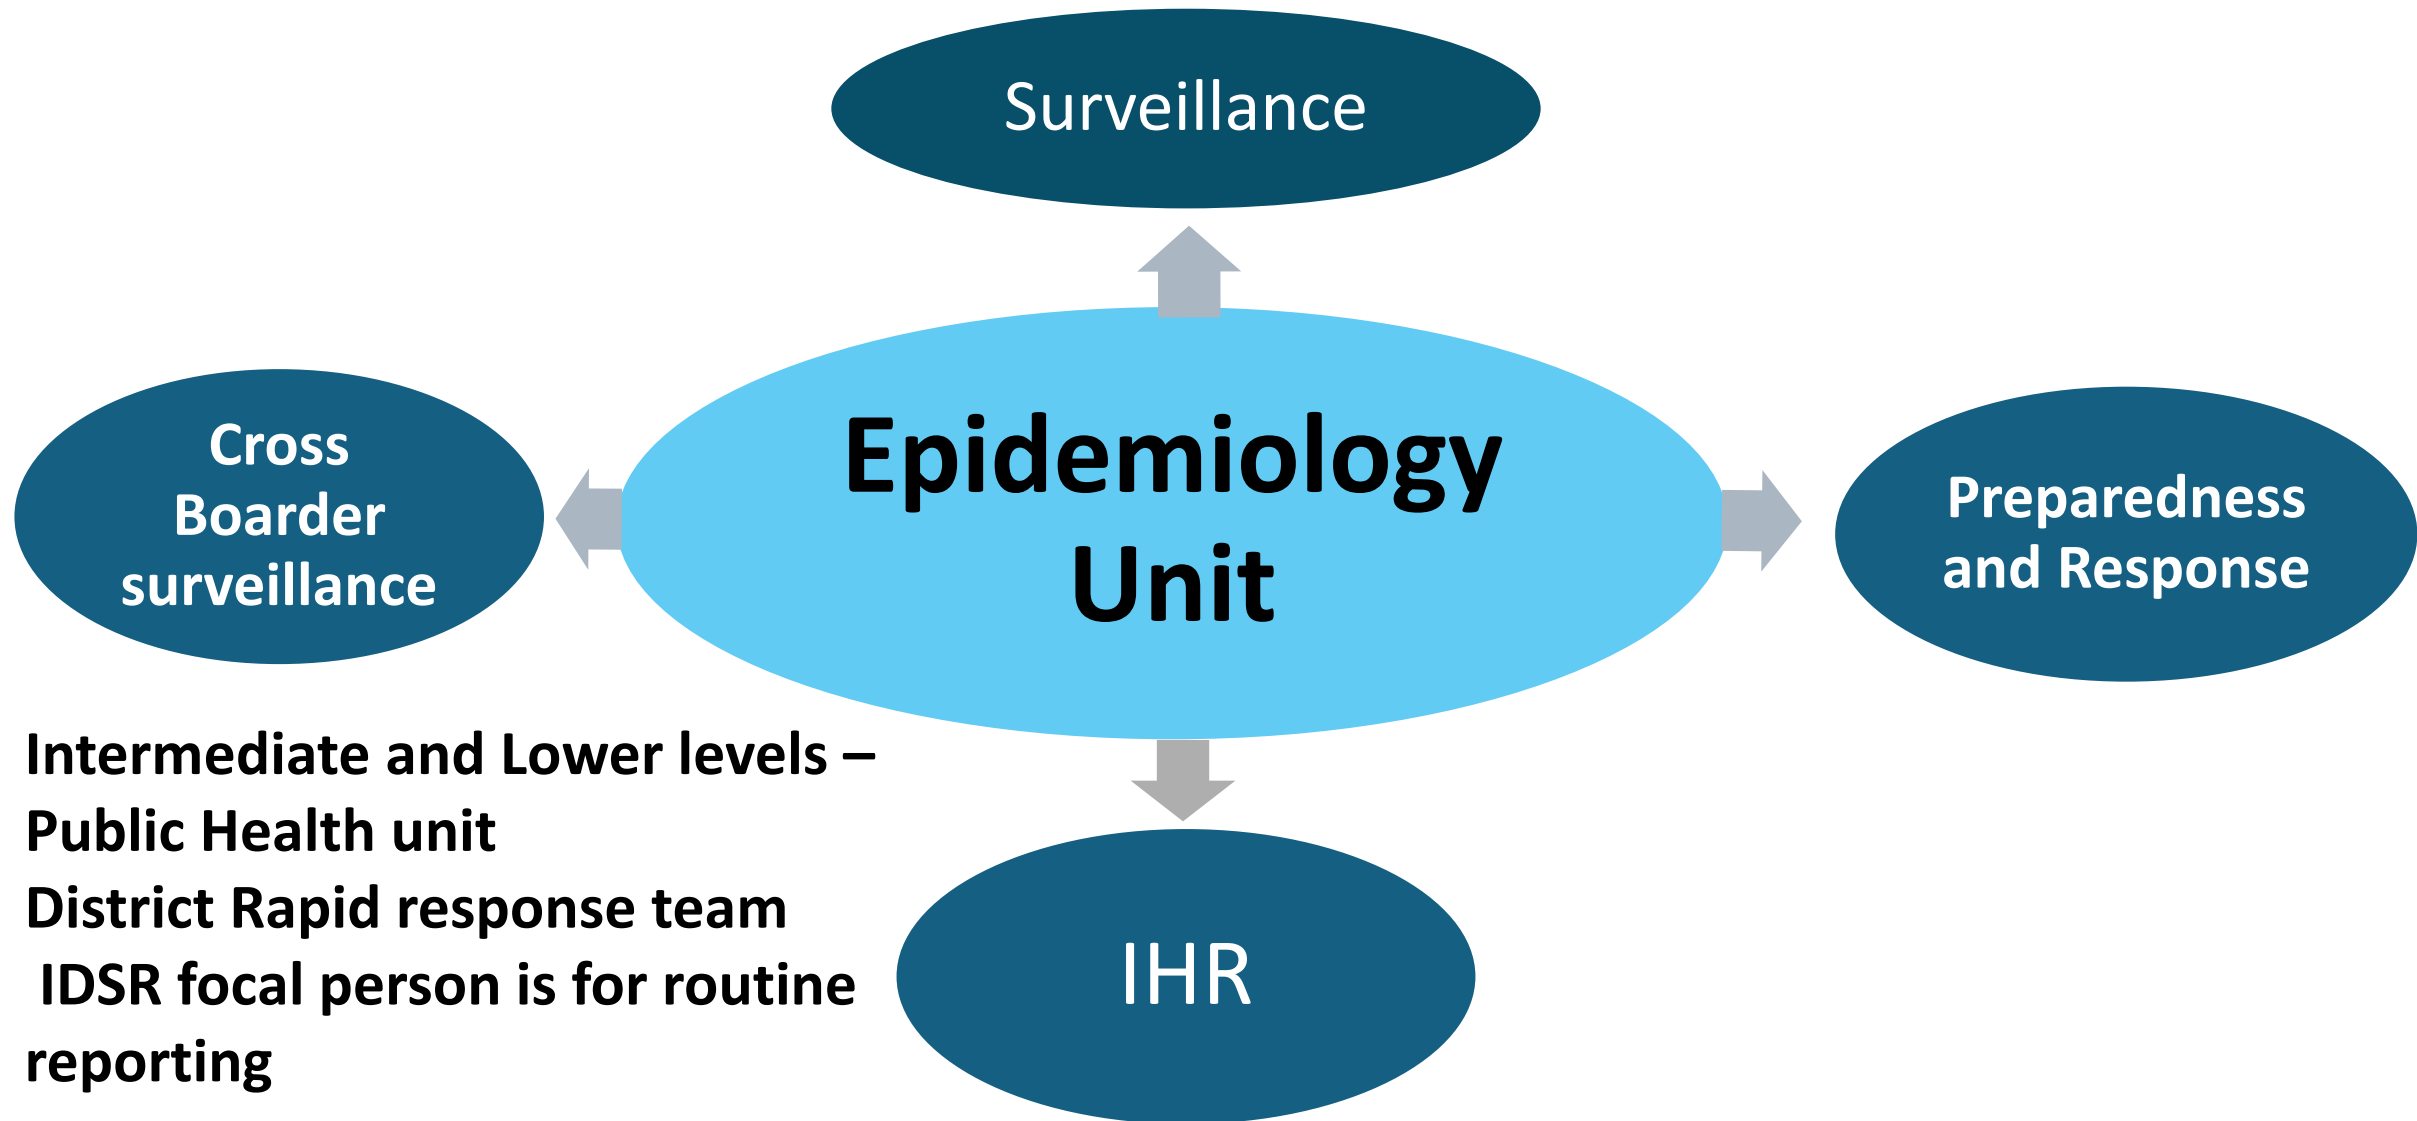 Surveillance
Cross
Boarder
surveillance
Epidemiology
Unit
Preparedness
and Response
Intermediate and Lower levels –
Public Health unit
District Rapid response team
IDSR focal person is for routine
reporting
IHR